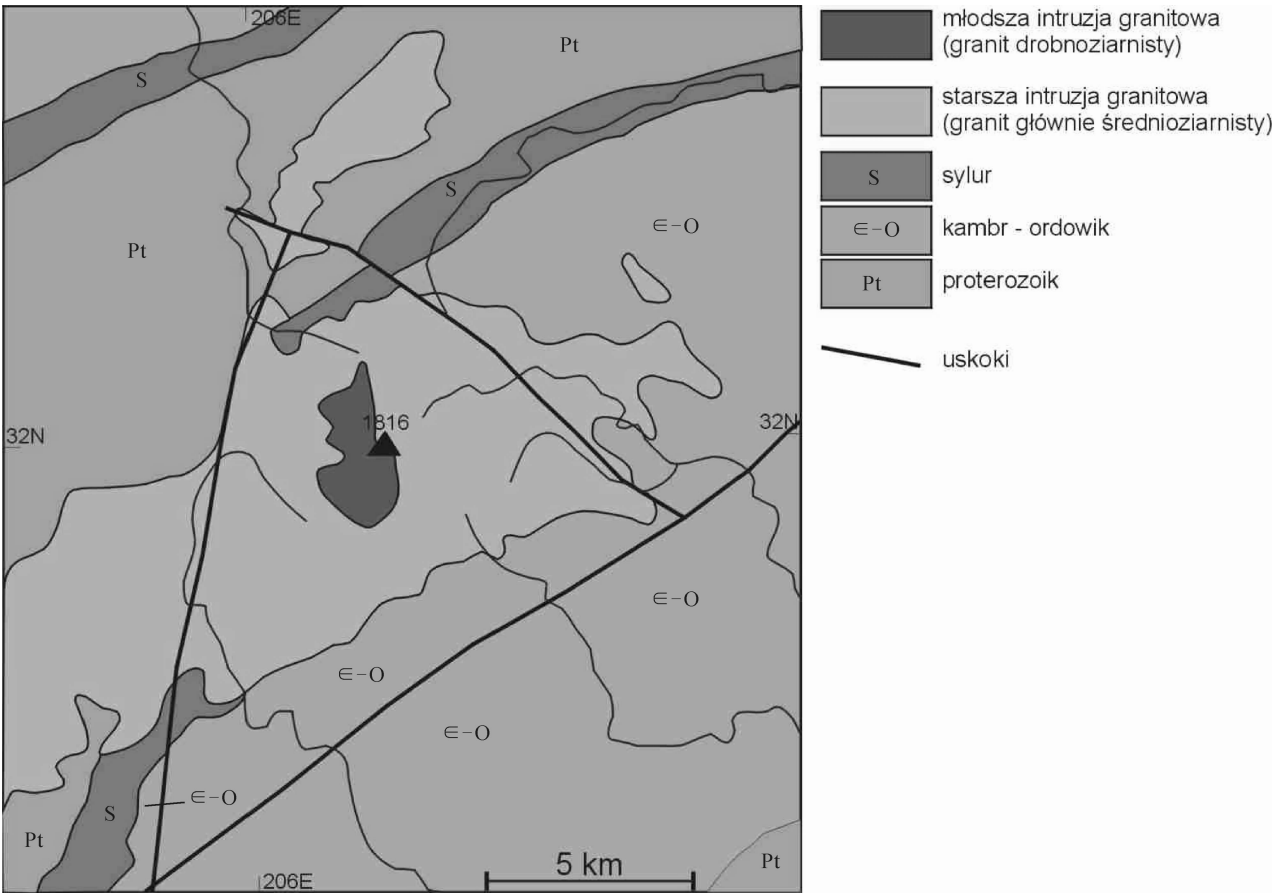 206E
Pt
S
S
∈-O
Pt
1816
32N
32N
∈-O
∈-O
∈-O
∈-O
S
Pt
Pt
206E
5 km
młodsza intruzja granitowa
(granit drobnoziarnisty)
starsza intruzja granitowa
(granit głównie średnioziarnisty)
S
sylur
∈-O
kambr - ordowik
Pt
proterozoik
uskoki